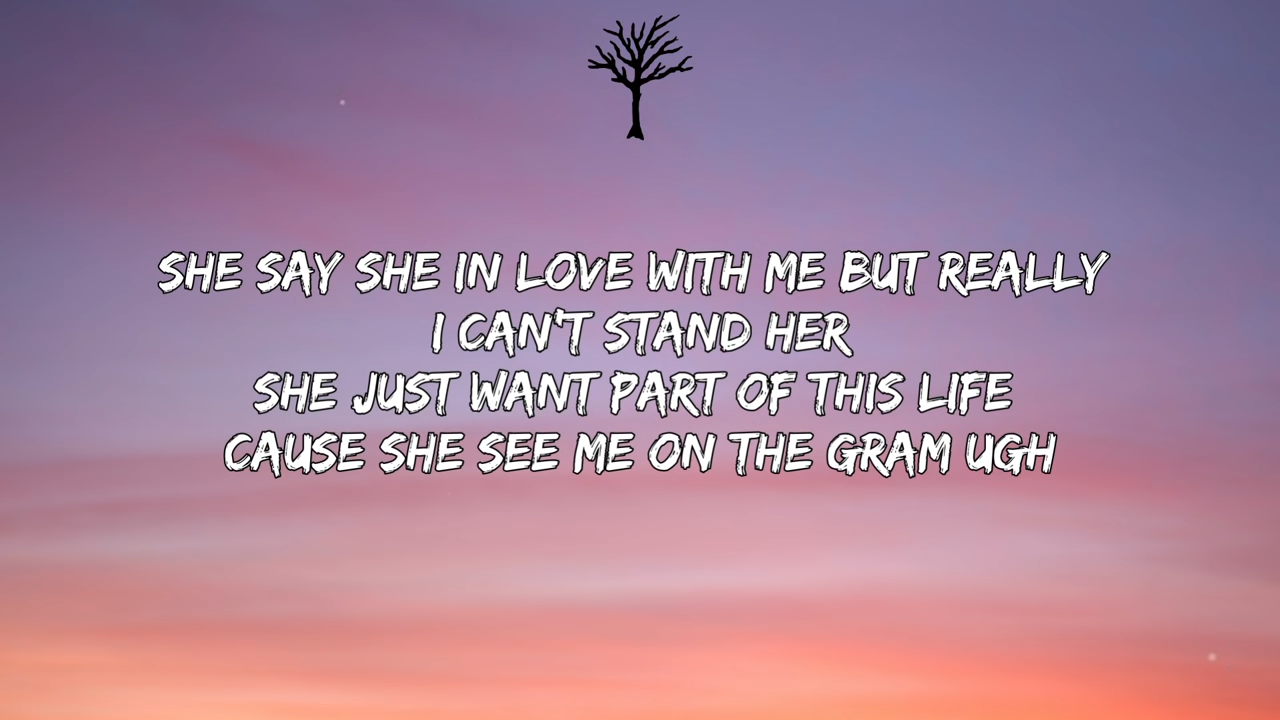 SHE SAY SHE IN LOVE WITH ME BUT REALLY
I CAN'T STAND HER
SHE JUST WANT PART OF THIS LIFE
CAUSE SHE SEE ME ON THE GRAM UGH